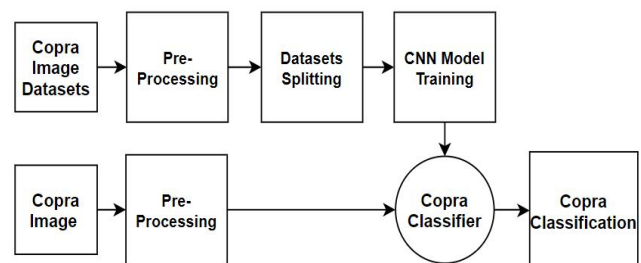 Copra
Image
Datasets
Pre-
Processing
Datasets
Splitting
CNN Model
Training
Copra
Image
Pre-
Processing
Copra
Classifier
Copra
Classification